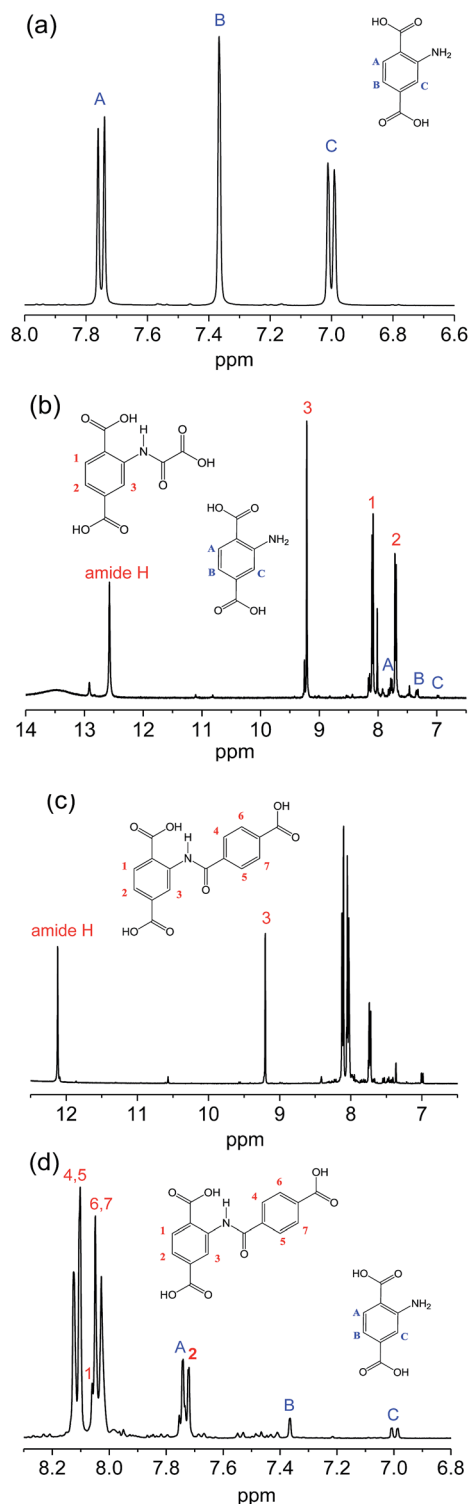 (a)
B
A
C
HO
O
NH₂
A
B
C
O
OH
8.0 7.8 7.6 7.4 7.2 7.0 6.8 6.6
ppm
(b)
3
O
OH
H
N
O
OH
O
1
2
3
HO
O
HO
O
NH₂
A
B
C
O
OH
1
2
amide H
A
B
C
14 13 12 11 10 9 8 7
ppm
(c)
O
OH
H
N
O
4
6
5
7
OH
O
1
2
3
HO
O
amide H
3
12 11 10 9 8 7
ppm
(d)
4,5
6,7
1
O
OH
H
N
O
4
6
5
7
OH
O
1
2
3
HO
O
HO
O
NH₂
A
B
C
O
OH
A
2
B
C
8.2 8.0 7.8 7.6 7.4 7.2 7.0 6.8
ppm